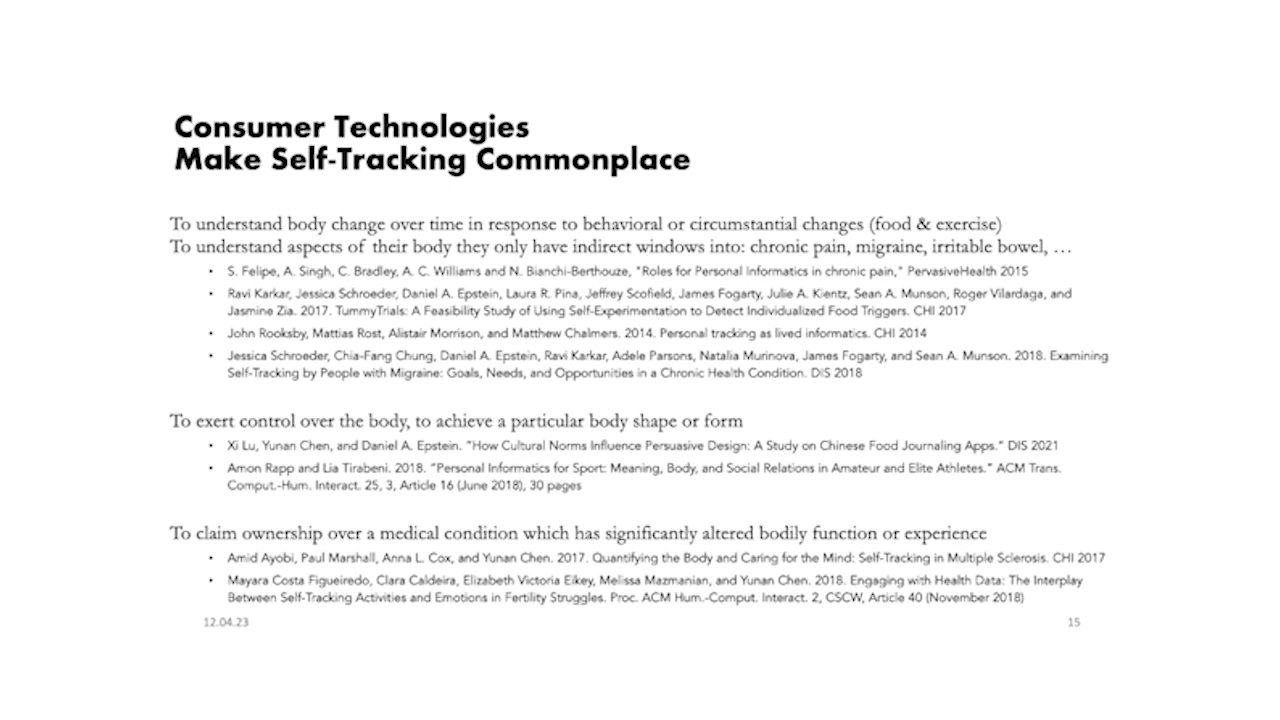 Consumer Technologies
Make Self-Tracking Commonplace
To understand body change over time in response to behavioral or circumstantial changes (food & exercise)
To understand aspects of their body they only have indirect windows into: chronic pain, migraine, irritable bowel, …
• S. Felipe, A. Singh, C. Bradley, A. C. Williams and N. Bianchi-Berthouze, "Roles for Personal Informatics in chronic pain," PervasiveHealth 2015
• Ravi Karkar, Jessica Schroeder, Daniel A. Epstein, Laura R. Pina, Jeffrey Scofield, James Fogarty, Julie A. Kientz, Sean A. Munson, Roger Vilardaga, and
Jasmine Zia. 2017. TummyTrials: A Feasibility Study of Using Self-Experimentation to Detect Individualized Food Triggers. CHI 2017
• John Rooksby, Mattias Rost, Alistair Morrison, and Matthew Chalmers. 2014. Personal tracking as lived informatics. CHI 2014
• Jessica Schroeder, Chia-Fang Chung, Daniel A. Epstein, Ravi Karkar, Adele Parsons, Natalia Murinova, James Fogarty, and Sean A. Munson. 2018. Examining
Self-Tracking by People with Migraine: Goals, Needs, and Opportunities in a Chronic Health Condition. DIS 2018
To exert control over the body, to achieve a particular body shape or form
• Xi Lu, Yunan Chen, and Daniel A. Epstein. "How Cultural Norms Influence Persuasive Design: A Study on Chinese Food Journaling Apps." DIS 2021
• Amon Rapp and Lia Tirabeni. 2018. "Personal Informatics for Sport: Meaning, Body, and Social Relations in Amateur and Elite Athletes." ACM Trans.
Comput.-Hum. Interact. 25, 3, Article 16 (June 2018), 30 pages
To claim ownership over a medical condition which has significantly altered bodily function or experience
• Amid Ayobi, Paul Marshall, Anna L. Cox, and Yunan Chen. 2017. Quantifying the Body and Caring for the Mind: Self-Tracking in Multiple Sclerosis. CHI 2017
• Mayara Costa Figueiredo, Clara Caldeira, Elizabeth Victoria Eikey, Melissa Mazmanian, and Yunan Chen. 2018. Engaging with Health Data: The Interplay
Between Self-Tracking Activities and Emotions in Fertility Struggles. Proc. ACM Hum.-Comput. Interact. 2, CSCW, Article 40 (November 2018)
12.04.23
15